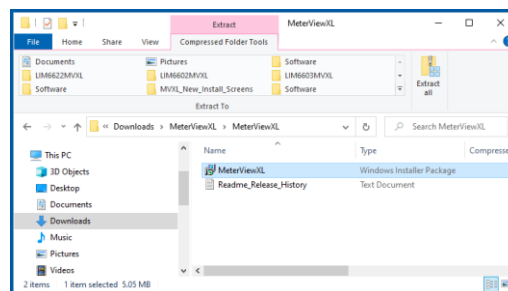 Extract MeterViewXL
File Home Share View Compressed Folder Tools
Documents Pictures Software
LIM6622MVXL LIM6602MVXL LIM6603MVXL
Software MVXL_New_Install_Screens Software
Extract all
Extract To
« Downloads > MeterViewXL > MeterViewXL Search MeterViewXL
Name Type Compresse
This PC
MeterViewXL Windows Installer Package
3D Objects
Readme_Release_History Text Document
Desktop
Documents
Downloads
Music
Pictures
Videos
2 items 1 item selected 5.05 MB